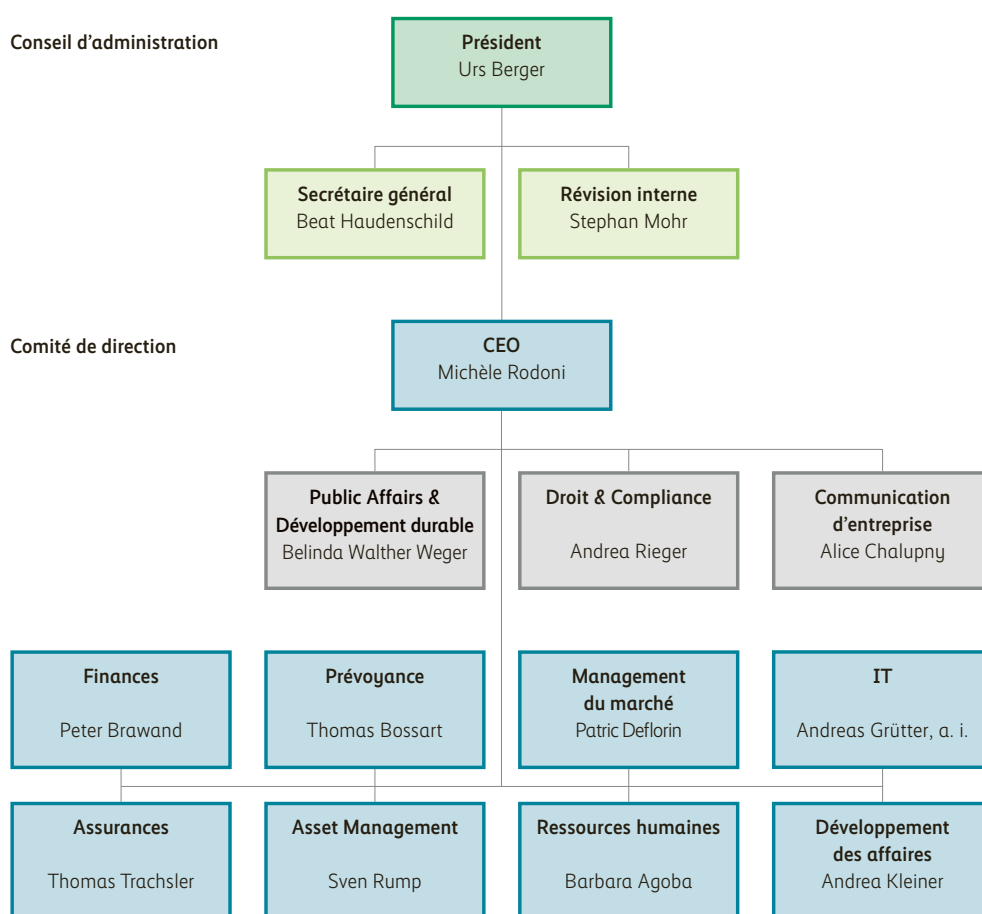 Conseil d’administration
Président
Urs Berger
Secrétaire général
Beat Haudenschild
Révision interne
Stephan Mohr
Comité de direction
CEO
Michèle Rodoni
Public Affairs &
Développement durable
Belinda Walther Weger
Droit & Compliance
Andrea Rieger
Communication
d’entreprise
Alice Chalupny
Finances
Peter Brawand
Prévoyance
Thomas Bossart
Management
du marché
Patric Deflorin
IT
Andreas Grütter, a. i.
Assurances
Thomas Trachsler
Asset Management
Sven Rump
Ressources humaines
Barbara Agoba
Développement
des affaires
Andrea Kleiner